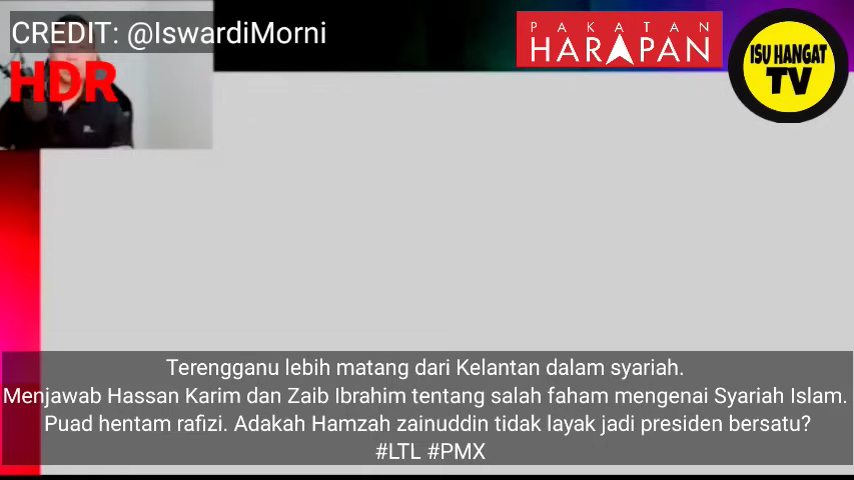 CREDIT: @IswardiMorni
PAKATAN
HARAPAN
ISU HANGAT
TV
HDR
Terengganu lebih matang dari Kelantan dalam syariah.
Menjawab Hassan Karim dan Zaib Ibrahim tentang salah faham mengenai Syariah Islam.
Puad hentam rafizi. Adakah Hamzah zainuddin tidak layak jadi presiden bersatu?
#LTL #PMX